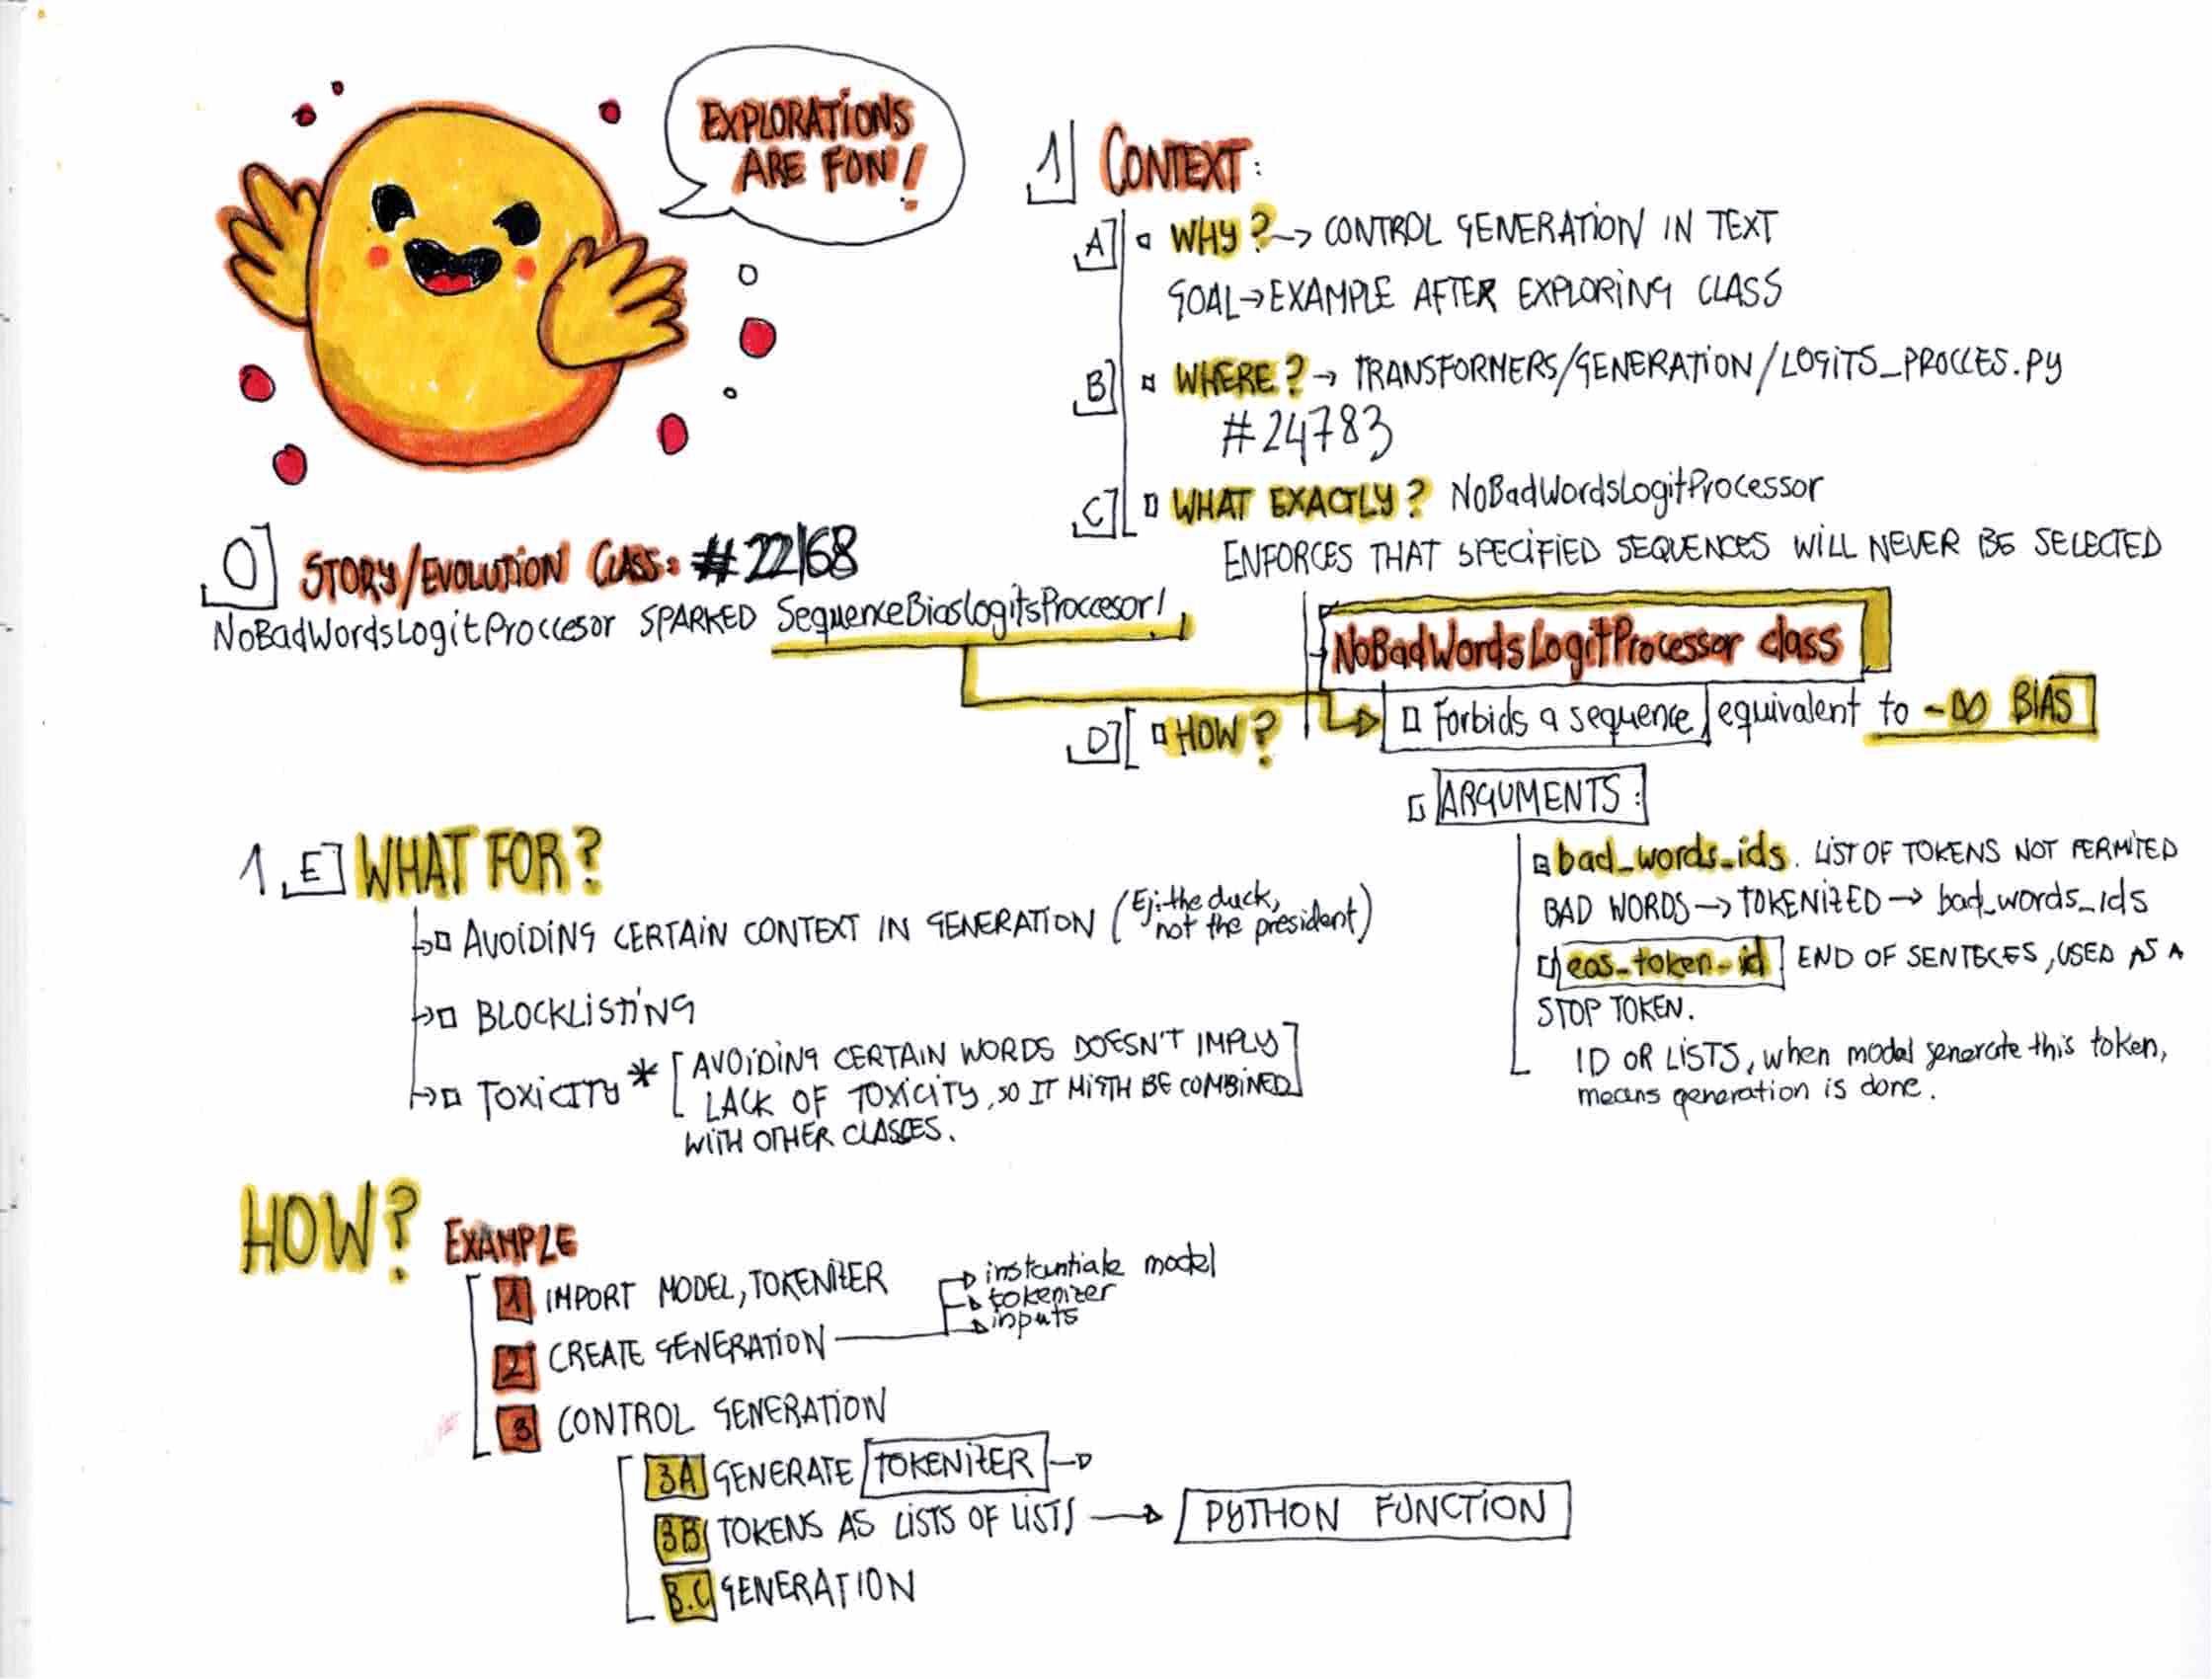 EXPLORATIONS
ARE FUN!
1 CONTEXT:
A WHY? → CONTROL GENERATION IN TEXT
GOAL → EXAMPLE AFTER EXPLORING CLASS
B WHERE? → TRANSFORMERS/GENERATION/LOGITS_PROCCES.PY
#24783
C WHAT EXACTLY? NoBadWordsLogitProcessor
ENFORCES THAT SPECIFIED SEQUENCES WILL NEVER BE SELECTED
0 STORY/EVOLUTION CLASS: #22168
NoBadWordsLogitProccesor SPARKED SequenceBiasLogitsProccesor!
NoBadWordsLogitProcessor class
D HOW?
Forbids a sequence equivalent to -∞ BIAS
ARGUMENTS:
bad_words_ids. LIST OF TOKENS NOT PERMITED
BAD WORDS → TOKENIZED → bad_words_ids
eos_token_id END OF SENTECES, USED AS A
STOP TOKEN.
ID OR LISTS, when model generate this token,
means generation is done.
1.E WHAT FOR?
AVOIDING CERTAIN CONTEXT IN GENERATION (Ej: the duck,
not the president)
BLOCKLISTING
TOXICITY * [AVOIDING CERTAIN WORDS DOESN'T IMPLY
LACK OF TOXICITY, SO IT MIGTH BE COMBINED]
WITH OTHER CLASSES.
HOW? EXAMPLE
1 IMPORT MODEL, TOKENIZER
2 CREATE GENERATION
instantiate model
tokenizer
inputs
3 CONTROL GENERATION
3A GENERATE TOKENIZER →
3B TOKENS AS LISTS OF LISTS → PYTHON FUNCTION
3.C GENERATION